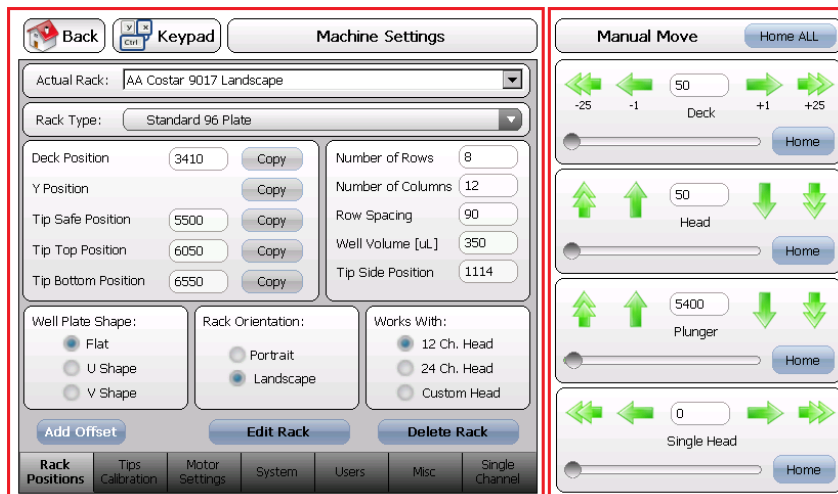 Back
y x
Ctrl
Keypad
Machine Settings
Actual Rack: AA Costar 9017 Landscape
Rack Type: Standard 96 Plate
Deck Position 3410 Copy
Y Position Copy
Tip Safe Position 5500 Copy
Tip Top Position 6050 Copy
Tip Bottom Position 6550 Copy
Number of Rows 8
Number of Columns 12
Row Spacing 90
Well Volume [uL] 350
Tip Side Position 1114
Well Plate Shape:
Flat
U Shape
V Shape
Rack Orientation:
Portrait
Landscape
Works With:
12 Ch. Head
24 Ch. Head
Custom Head
Add Offset
Edit Rack
Delete Rack
Rack Positions
Tips Calibration
Motor Settings
System
Users
Misc
Single Channel
Manual Move
Home ALL
50
-25 -1 Deck +1 +25
Home
50
Head
Home
5400
Plunger
Home
0
Single Head
Home